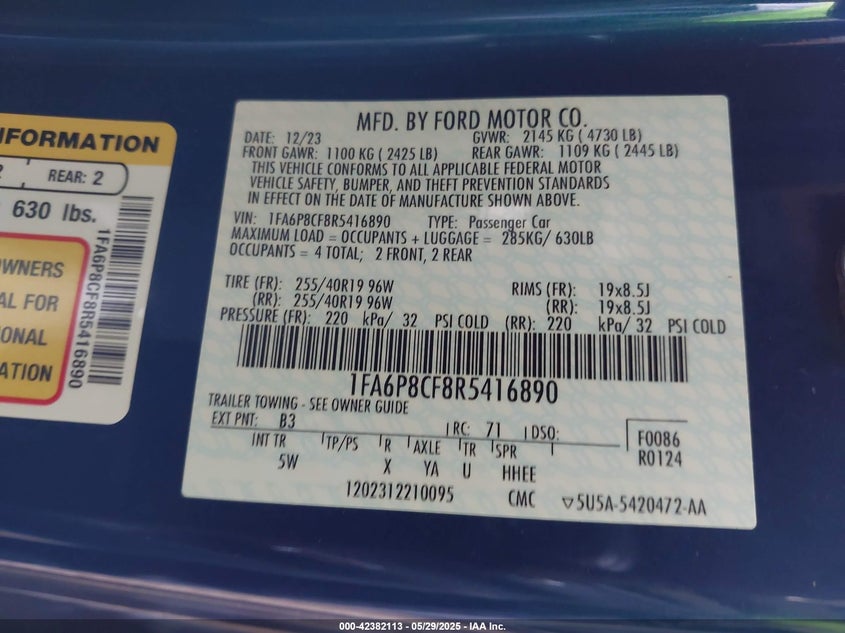 INFORMATION
2
REAR: 2
630 lbs.
OWNERS
AL FOR
ONAL
ATION
1FA6P8CF8R5416890
MFD. BY FORD MOTOR CO.
DATE: 12/23 GVWR: 2145 KG ( 4730 LB)
FRONT GAWR: 1100 KG ( 2425 LB) REAR GAWR: 1109 KG ( 2445 LB)
THIS VEHICLE CONFORMS TO ALL APPLICABLE FEDERAL MOTOR
VEHICLE SAFETY, BUMPER, AND THEFT PREVENTION STANDARDS
IN EFFECT ON THE DATE OF MANUFACTURE SHOWN ABOVE.
VIN: 1FA6P8CF8R5416890 TYPE: Passenger Car
MAXIMUM LOAD = OCCUPANTS + LUGGAGE = 285KG/ 630LB
OCCUPANTS = 4 TOTAL; 2 FRONT, 2 REAR
TIRE (FR): 255/40R19 96W RIMS (FR): 19x8.5J
(RR): 255/40R19 96W (RR): 19x8.5J
PRESSURE (FR): 220 kPa/ 32 PSI COLD (RR): 220 kPa/ 32 PSI COLD
1FA6P8CF8R5416890
TRAILER TOWING - SEE OWNER GUIDE
EXT PNT: B3 RC: 71 DSO:
F0086
R0124
INT TR TP/PS R AXLE TR SPR
5W X YA U HHEE
1202312210095 CMC ▽5U5A-5420472-AA
000-42382113 - 05/29/2025 - IAA Inc.